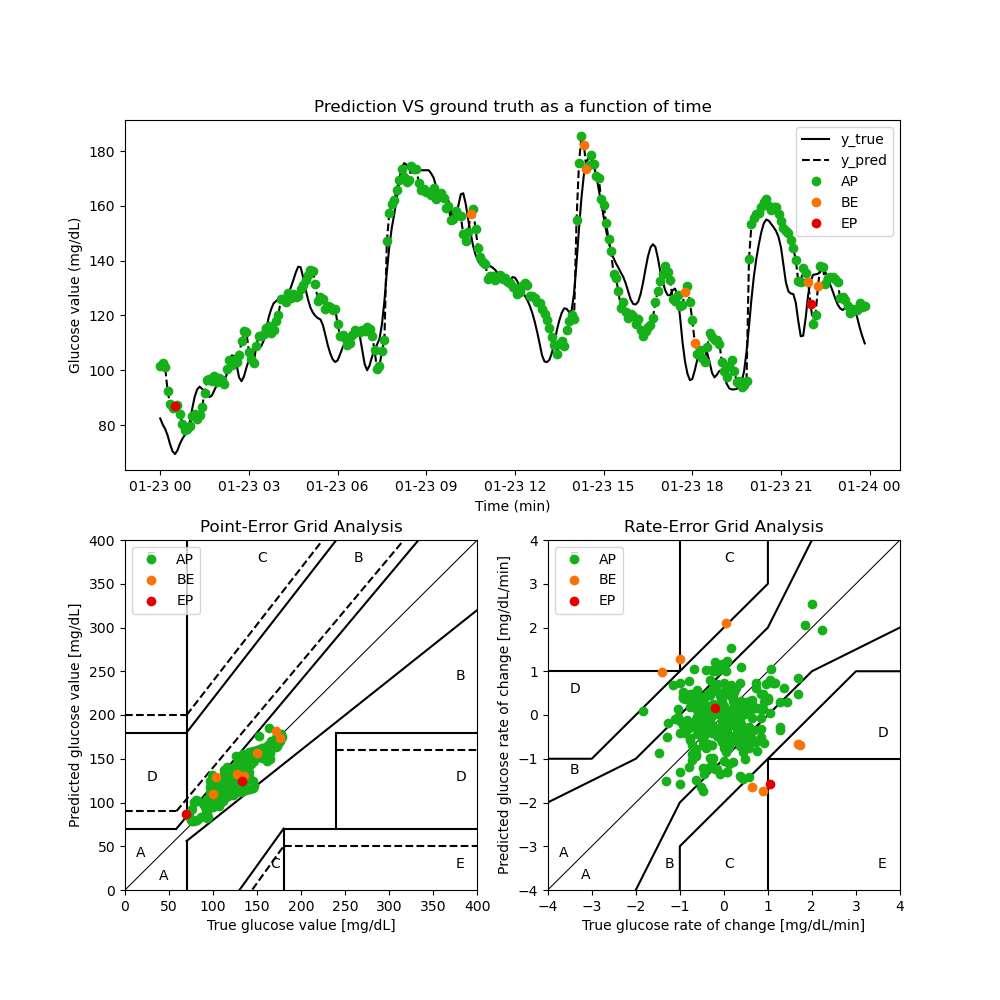 Prediction VS ground truth as a function of time
Glucose value (mg/dL)
180
160
140
120
100
80
y_true
y_pred
AP
BE
EP
01-23 00 01-23 03 01-23 06 01-23 09 01-23 12 01-23 15 01-23 18 01-23 21 01-24 00
Time (min)
Point-Error Grid Analysis
Predicted glucose value [mg/dL]
400
350
300
250
200
150
100
50
0
AP
BE
EP
C
B
B
D
D
A
A
C
E
0 50 100 150 200 250 300 350 400
True glucose value [mg/dL]
Rate-Error Grid Analysis
Predicted glucose rate of change [mg/dL/min]
4
3
2
1
0
−1
−2
−3
−4
AP
BE
EP
C
D
D
B
A
A
B
C
E
−4 −3 −2 −1 0 1 2 3 4
True glucose rate of change [mg/dL/min]